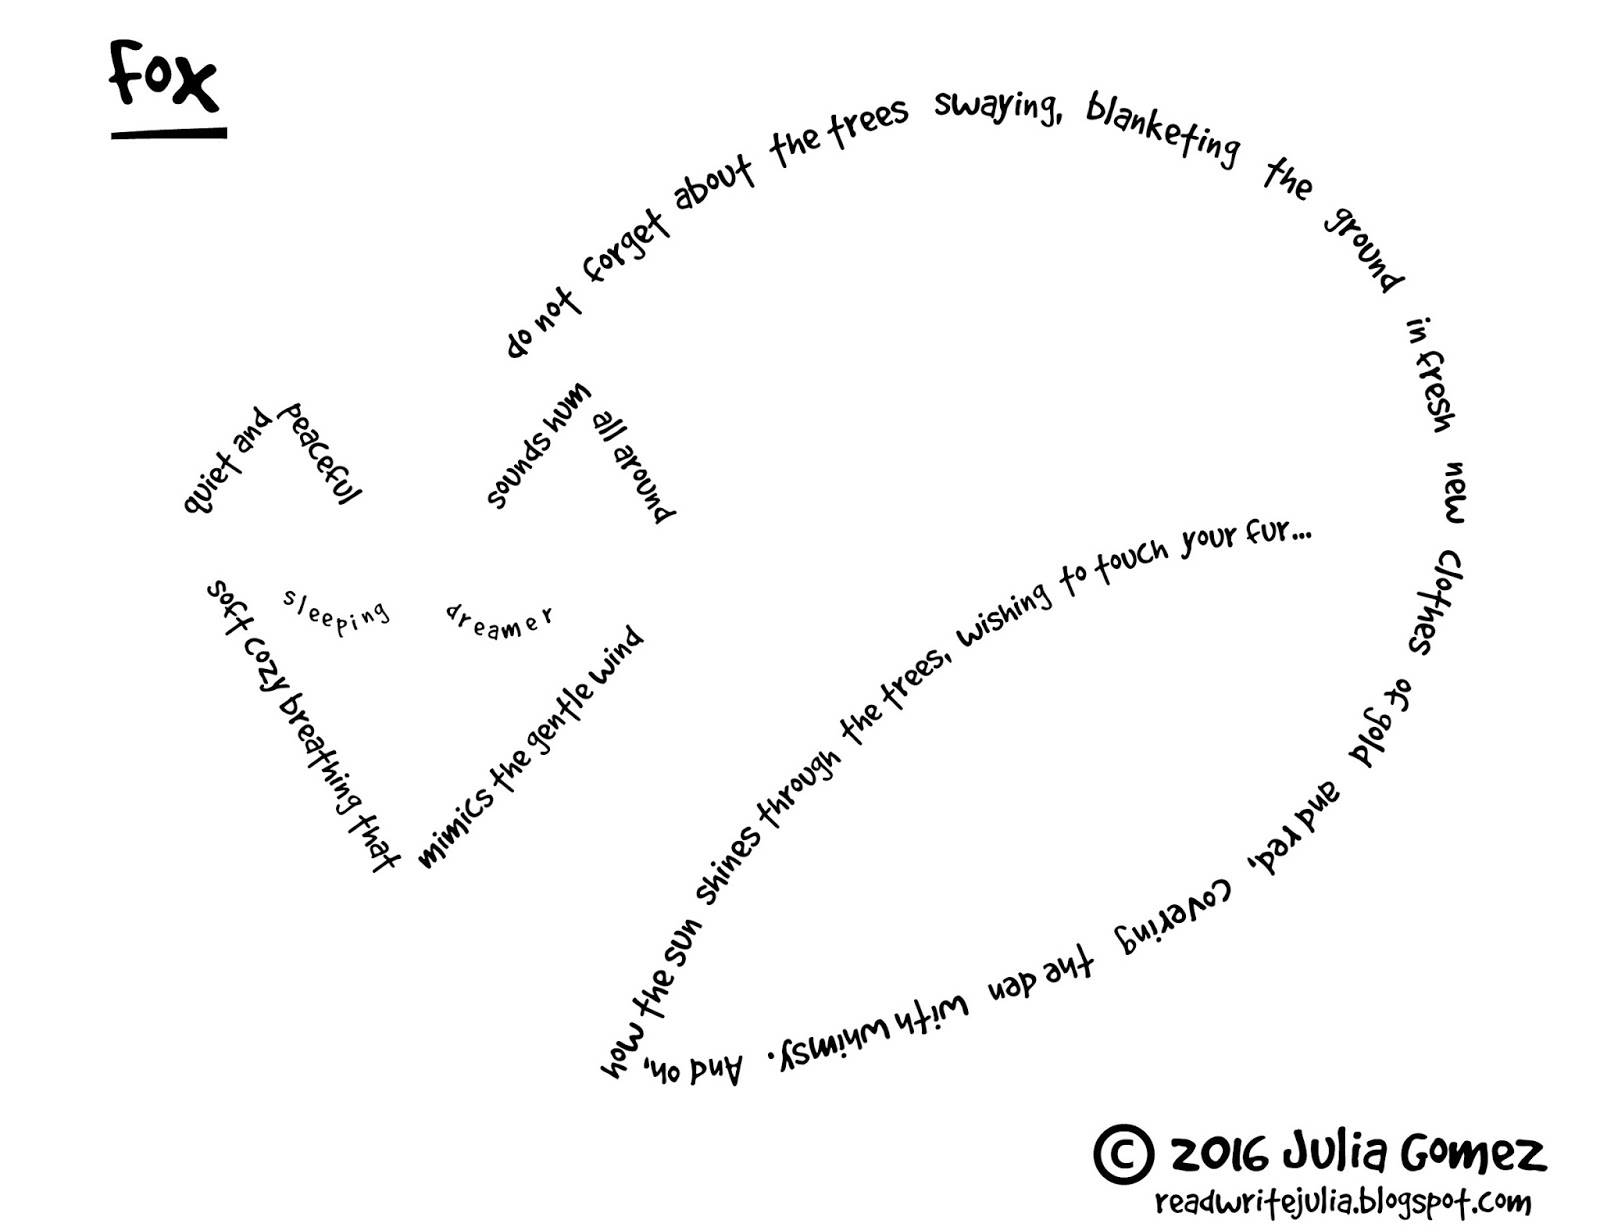 Fox
quiet and
peaceful
sounds hum
all around
sleeping
dreamer
soft cozy breathing that
mimics the gentle wind
do not forget about the trees swaying, blanketing the ground in fresh new clothes of gold and red, covering the den with whimsy. And oh,
how the sun shines through the trees, wishing to touch your fur...
© 2016 Julia Gomez
readwritejulia.blogspot.com